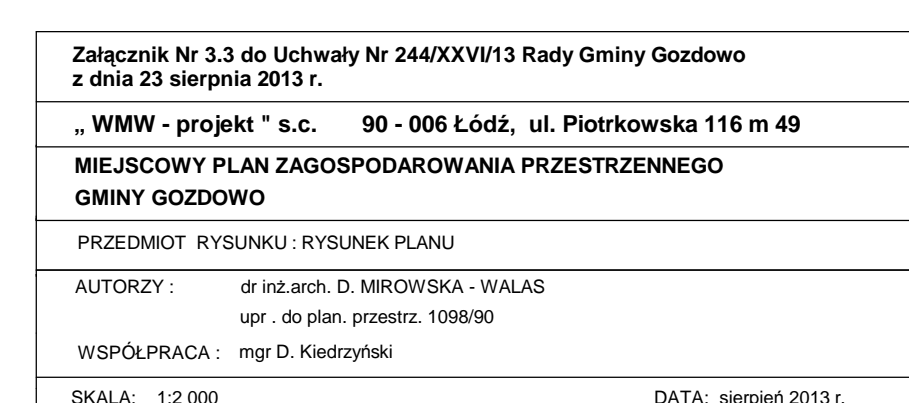 Załącznik Nr 3.3 do Uchwały Nr 244/XXVI/13 Rady Gminy Gozdowo
z dnia 23 sierpnia 2013 r.
„ WMW - projekt " s.c. 90 - 006 Łódź, ul. Piotrkowska 116 m 49
MIEJSCOWY PLAN ZAGOSPODAROWANIA PRZESTRZENNEGO
GMINY GOZDOWO
PRZEDMIOT RYSUNKU : RYSUNEK PLANU
AUTORZY : dr inż.arch. D. MIROWSKA - WALAS
upr . do plan. przestrz. 1098/90
WSPÓŁPRACA : mgr D. Kiedrzyński
SKALA: 1:2 000 DATA: sierpień 2013 r.